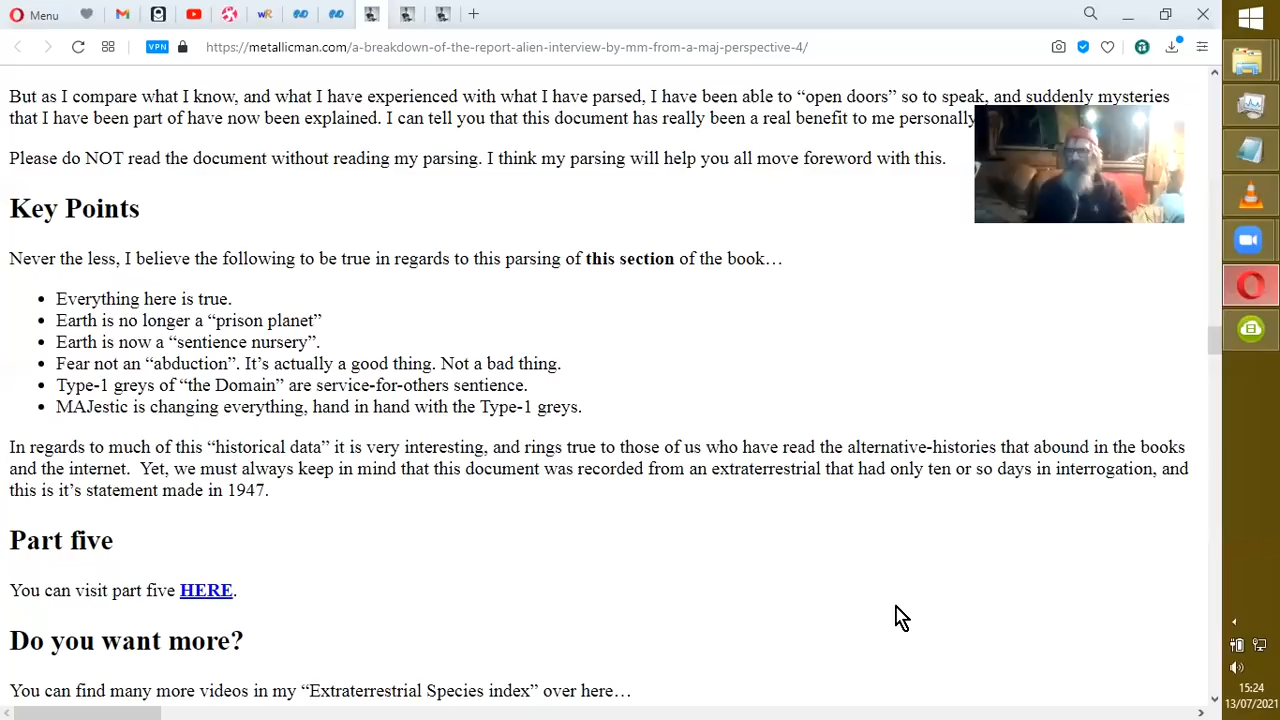 Menu
VPN
https://metallicman.com/a-breakdown-of-the-report-alien-interview-by-mm-from-a-maj-perspective-4/
But as I compare what I know, and what I have experienced with what I have parsed, I have been able to “open doors” so to speak, and suddenly mysteries
that I have been part of have now been explained. I can tell you that this document has really been a real benefit to me personally
Please do NOT read the document without reading my parsing. I think my parsing will help you all move foreword with this.
Key Points
Never the less, I believe the following to be true in regards to this parsing of this section of the book…
• Everything here is true.
• Earth is no longer a “prison planet”
• Earth is now a “sentience nursery”.
• Fear not an “abduction”. It’s actually a good thing. Not a bad thing.
• Type-1 greys of “the Domain” are service-for-others sentience.
• MAJestic is changing everything, hand in hand with the Type-1 greys.
In regards to much of this “historical data” it is very interesting, and rings true to those of us who have read the alternative-histories that abound in the books
and the internet.  Yet, we must always keep in mind that this document was recorded from an extraterrestrial that had only ten or so days in interrogation, and
this is it’s statement made in 1947.
Part five
You can visit part five HERE.
Do you want more?
You can find many more videos in my “Extraterrestrial Species index” over here…
15:24
13/07/2021